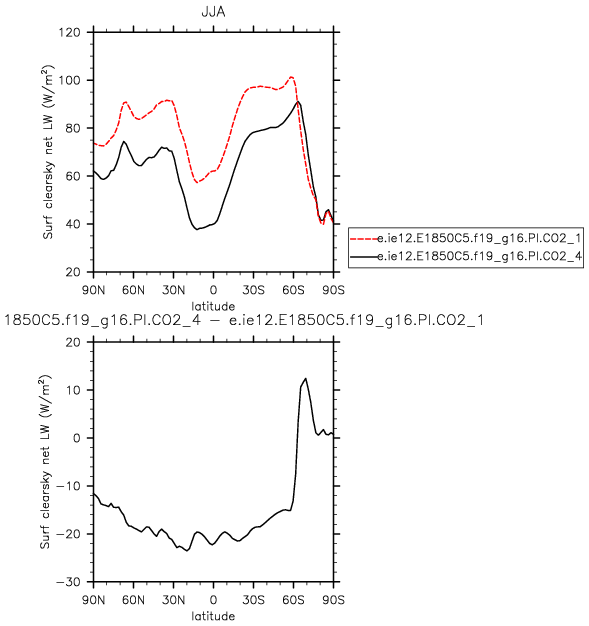 JJA
Surf clearsky net LW (W/m²)
120
100
80
60
40
20
90N 60N 30N 0 30S 60S 90S
latitude
e.ie12.E1850C5.f19_g16.PI.CO2_1
e.ie12.E1850C5.f19_g16.PI.CO2_4
1850C5.f19_g16.PI.CO2_4 − e.ie12.E1850C5.f19_g16.PI.CO2_1
Surf clearsky net LW (W/m²)
20
10
0
−10
−20
−30
90N 60N 30N 0 30S 60S 90S
latitude